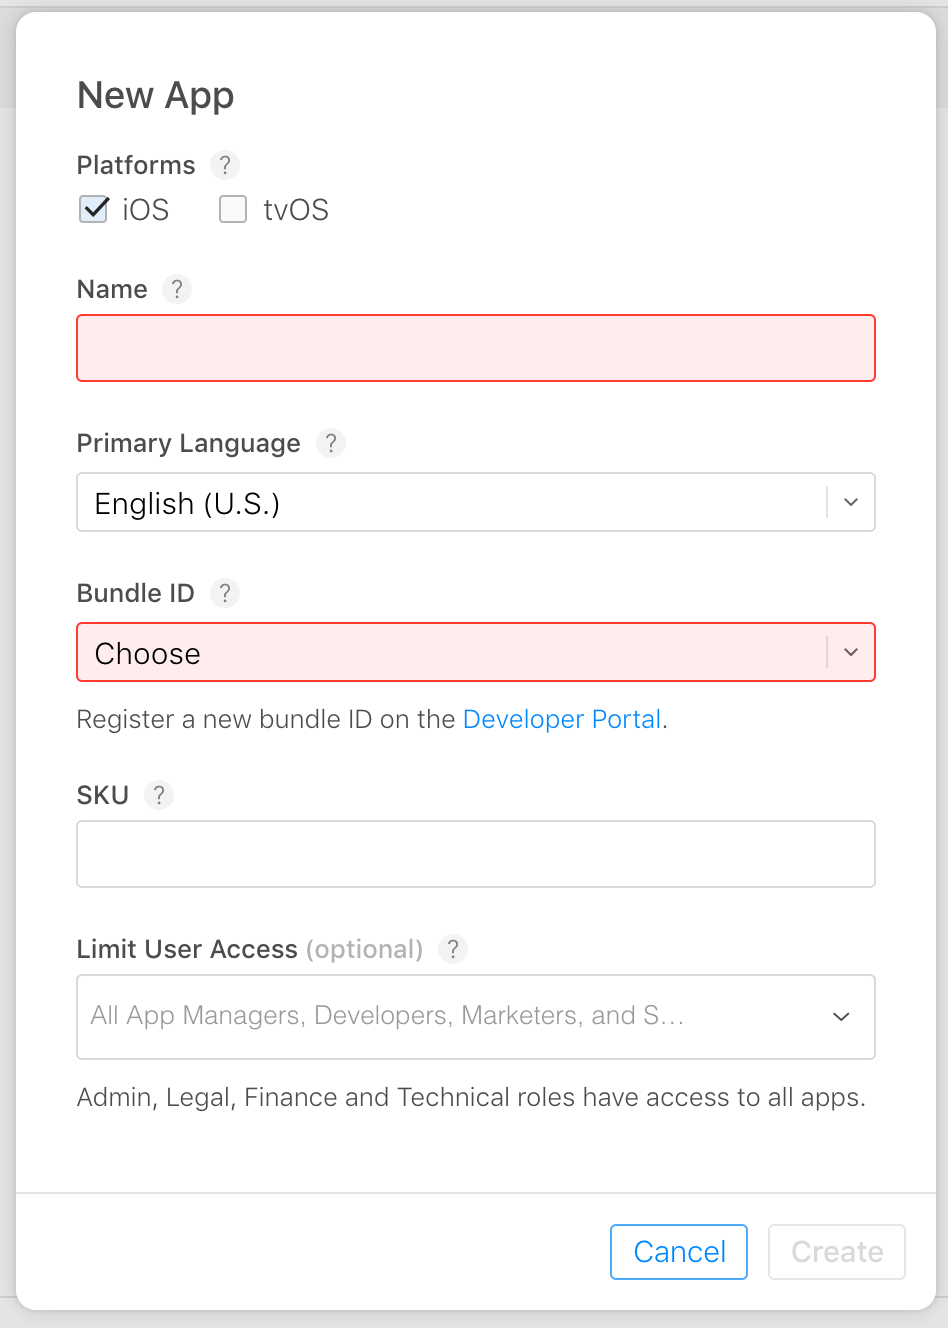 New App
Platforms ?
iOS tvOS
Name ?
Primary Language ?
English (U.S.)
Bundle ID ?
Choose
Register a new bundle ID on the Developer Portal.
SKU ?
Limit User Access (optional) ?
All App Managers, Developers, Marketers, and S...
Admin, Legal, Finance and Technical roles have access to all apps.
Cancel Create